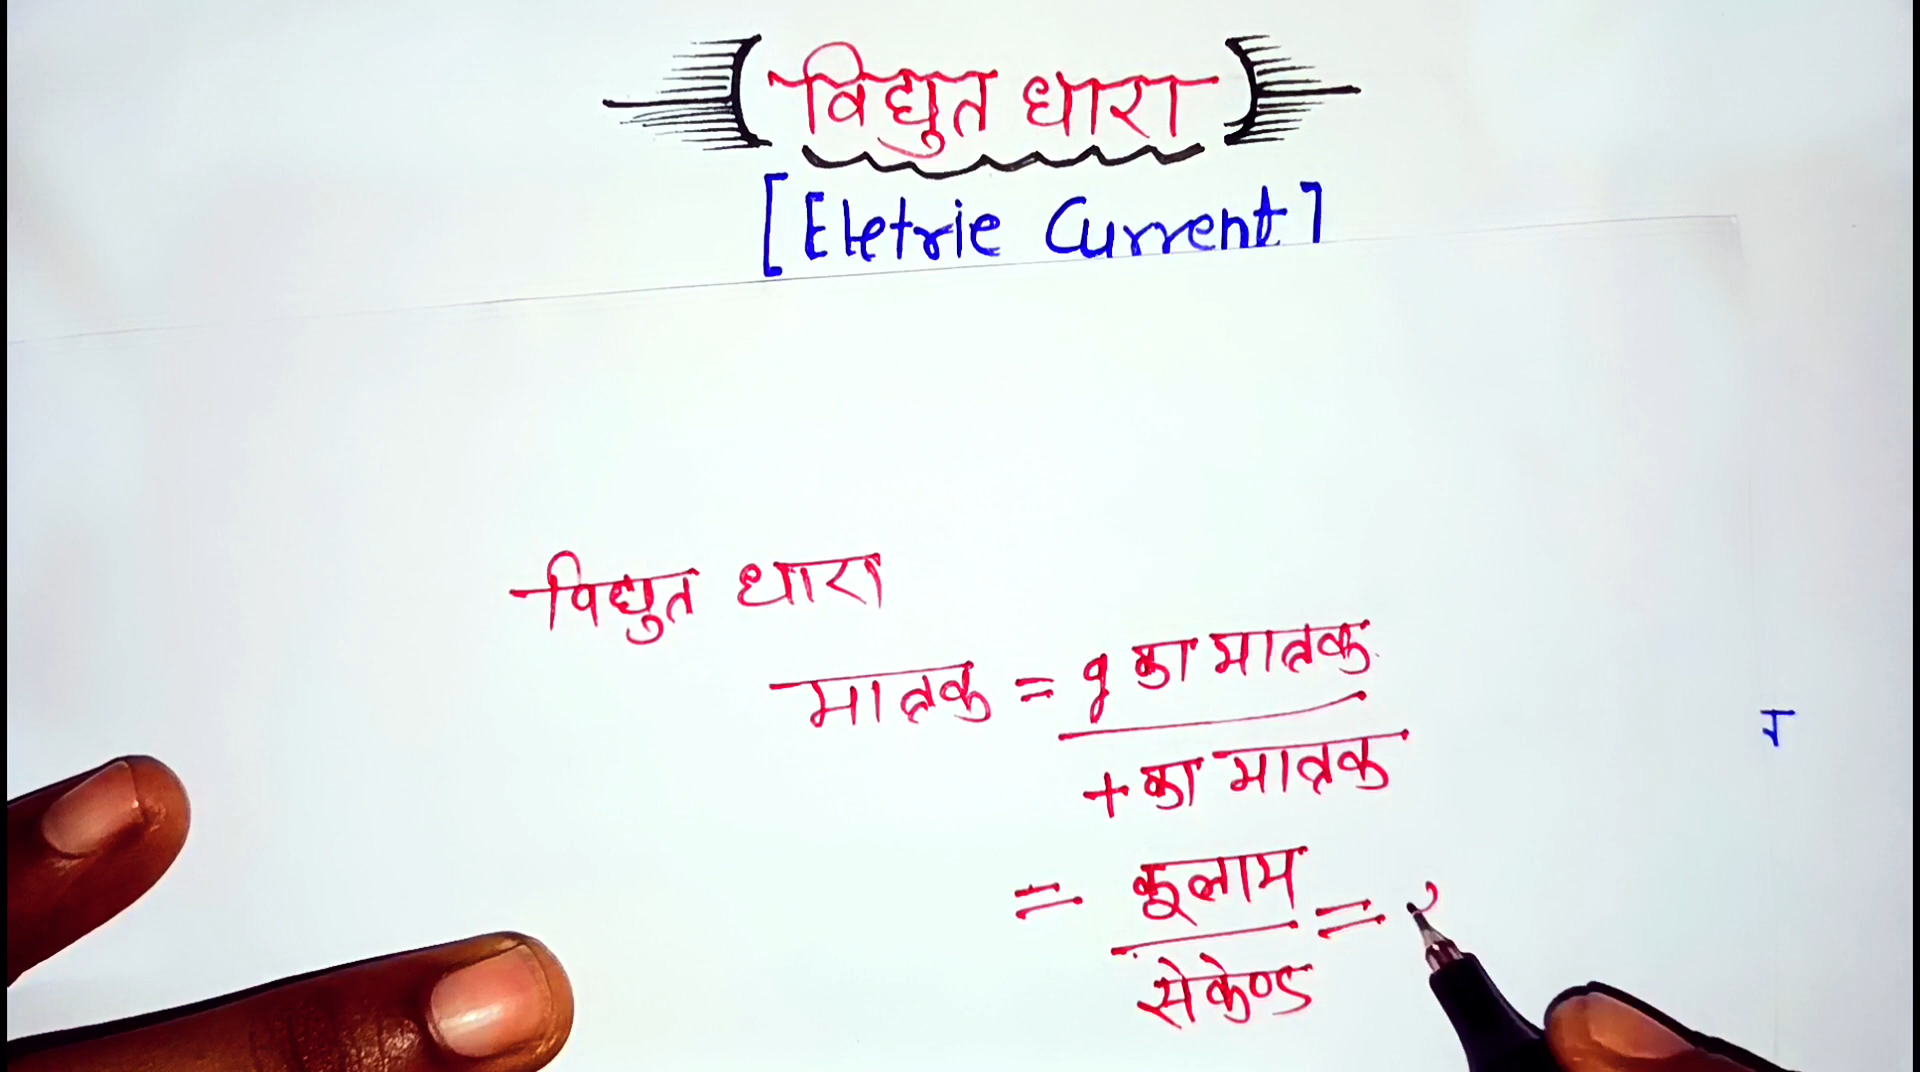 विद्युत धारा
[Eletrie Current]
विद्युत धारा
मात्रक = q का मात्रक
t का मात्रक
= कूलाम =
सेकेण्ड